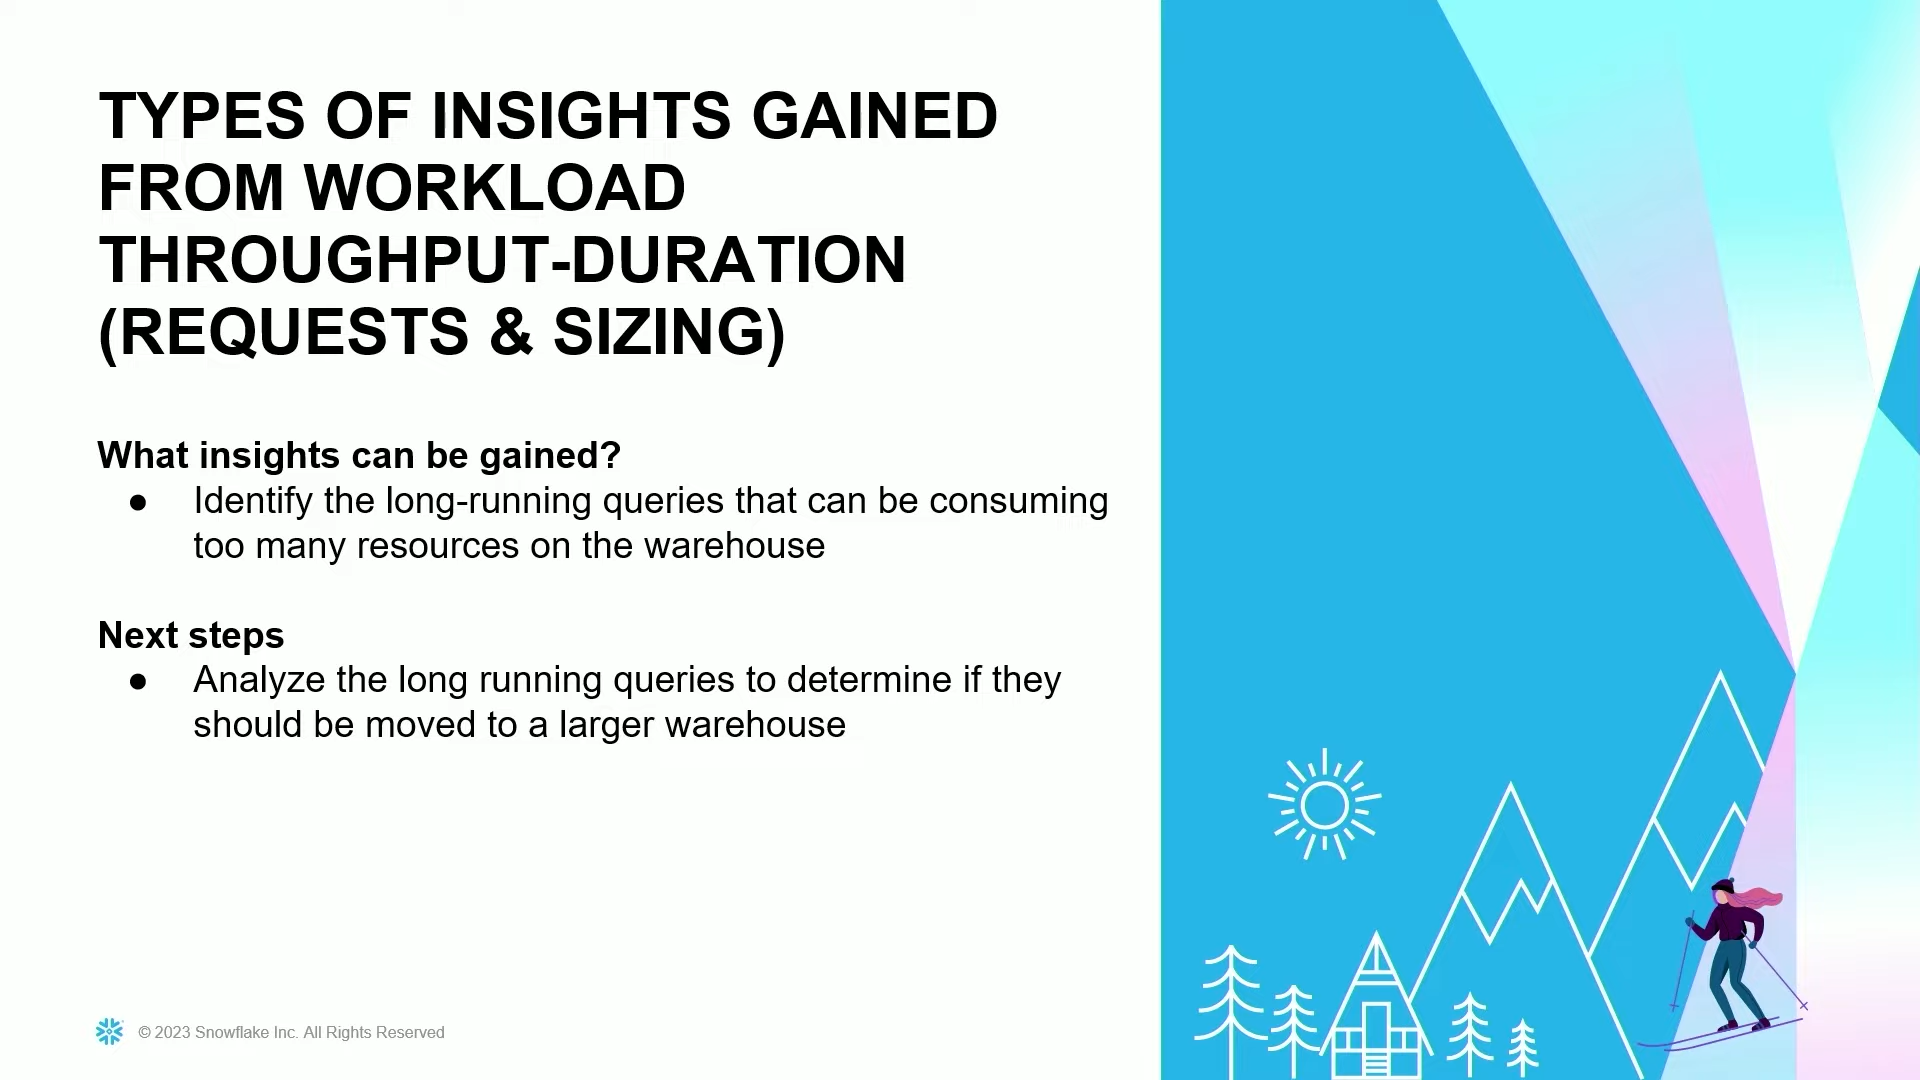 TYPES OF INSIGHTS GAINED
FROM WORKLOAD
THROUGHPUT-DURATION
(REQUESTS & SIZING)
What insights can be gained?
● Identify the long-running queries that can be consuming
too many resources on the warehouse
Next steps
● Analyze the long running queries to determine if they
should be moved to a larger warehouse
© 2023 Snowflake Inc. All Rights Reserved